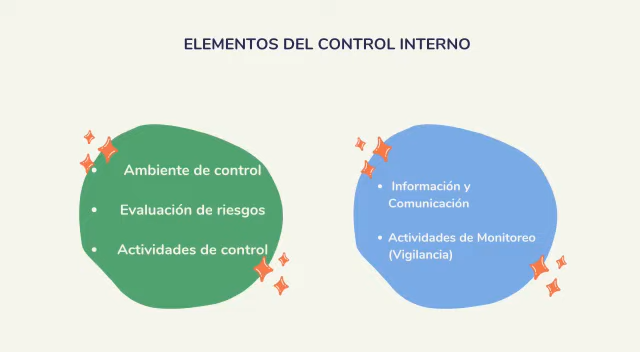 ELEMENTOS DEL CONTROL INTERNO
• Ambiente de control
• Evaluación de riesgos
• Actividades de control
• Información y
Comunicación
• Actividades de Monitoreo
(Vigilancia)